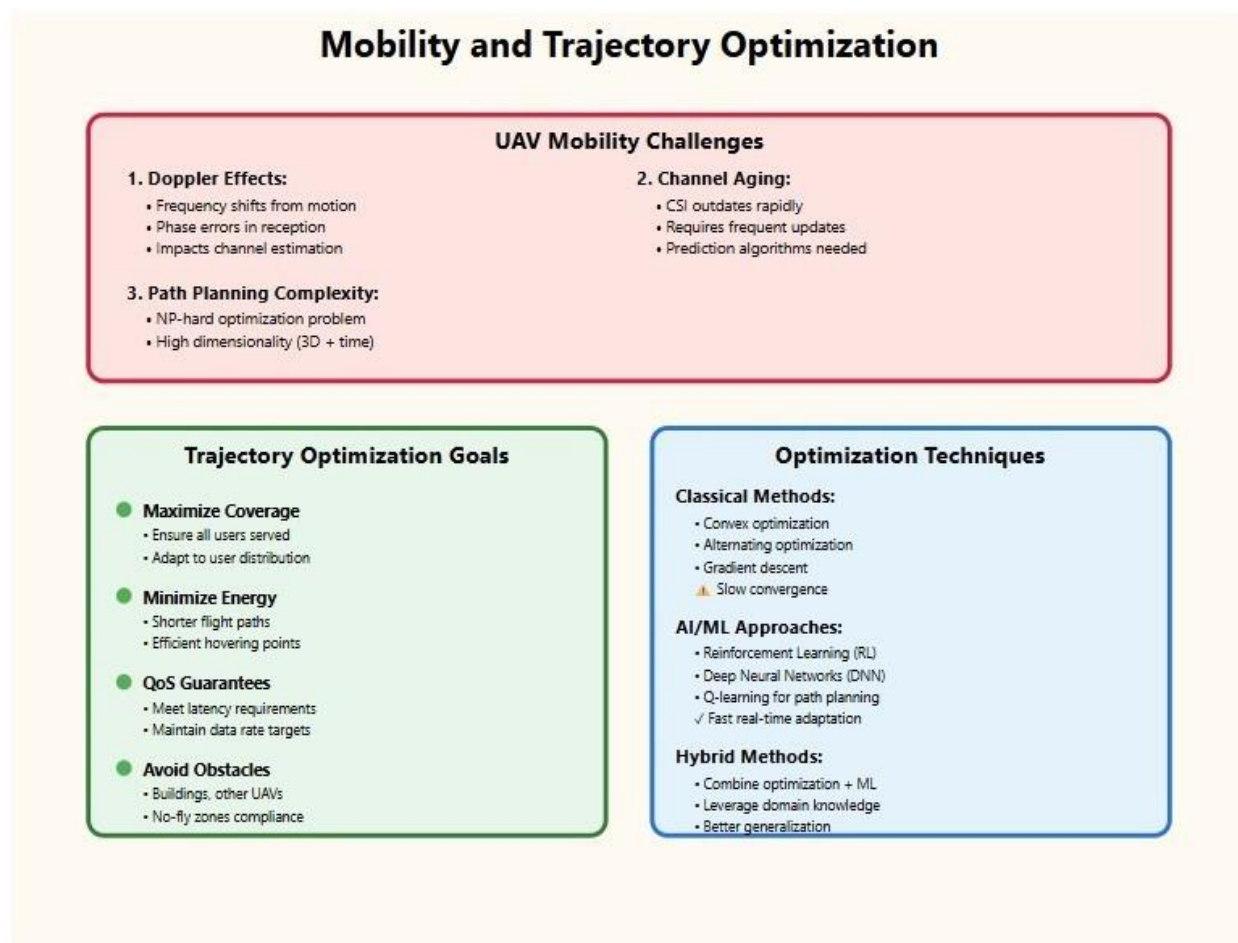 Mobility and Trajectory Optimization
UAV Mobility Challenges
1. Doppler Effects:
• Frequency shifts from motion
• Phase errors in reception
• Impacts channel estimation
2. Channel Aging:
• CSI outdates rapidly
• Requires frequent updates
• Prediction algorithms needed
3. Path Planning Complexity:
• NP-hard optimization problem
• High dimensionality (3D + time)
Trajectory Optimization Goals
Maximize Coverage
• Ensure all users served
• Adapt to user distribution
Minimize Energy
• Shorter flight paths
• Efficient hovering points
QoS Guarantees
• Meet latency requirements
• Maintain data rate targets
Avoid Obstacles
• Buildings, other UAVs
• No-fly zones compliance
Optimization Techniques
Classical Methods:
• Convex optimization
• Alternating optimization
• Gradient descent
⚠ Slow convergence
AI/ML Approaches:
• Reinforcement Learning (RL)
• Deep Neural Networks (DNN)
• Q-learning for path planning
✓ Fast real-time adaptation
Hybrid Methods:
• Combine optimization + ML
• Leverage domain knowledge
• Better generalization